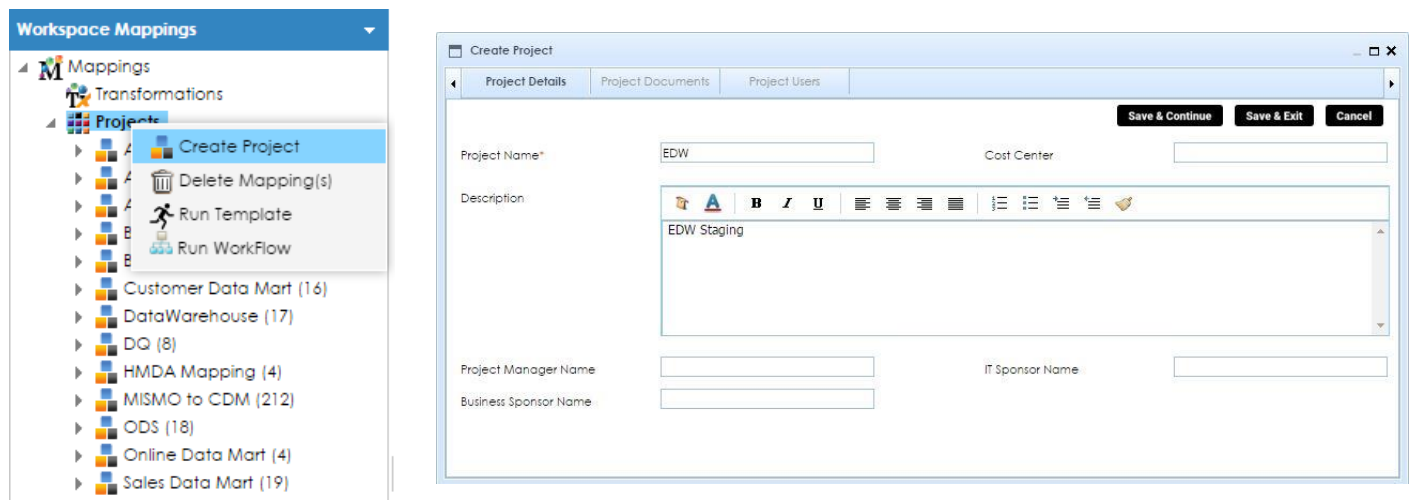 Workspace Mappings
Mappings
Transformations
Projects
Create Project
Delete Mapping(s)
Run Template
Run WorkFlow
Customer Data Mart (16)
DataWarehouse (17)
DQ (8)
HMDA Mapping (4)
MISMO to CDM (212)
ODS (18)
Online Data Mart (4)
Sales Data Mart (19)
Create Project
Project Details Project Documents Project Users
Save & Continue Save & Exit Cancel
Project Name* EDW Cost Center
Description
B I U
EDW Staging
Project Manager Name IT Sponsor Name
Business Sponsor Name